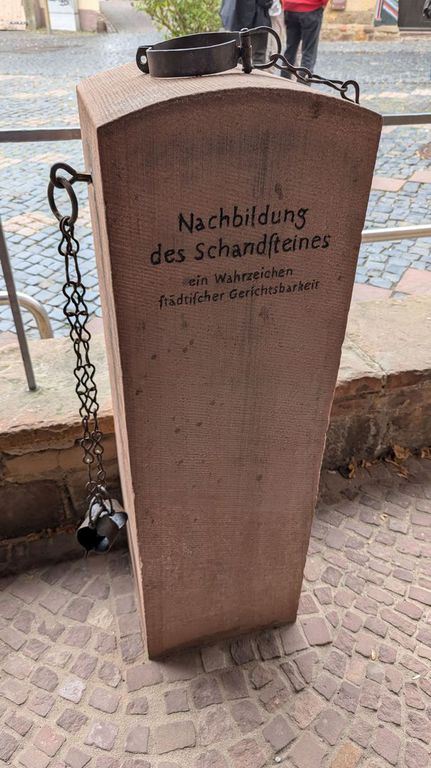 Nachbildung
des Schandſteines
ein Wahrzeichen
ſtädtiſcher Gerichtsbarkeit